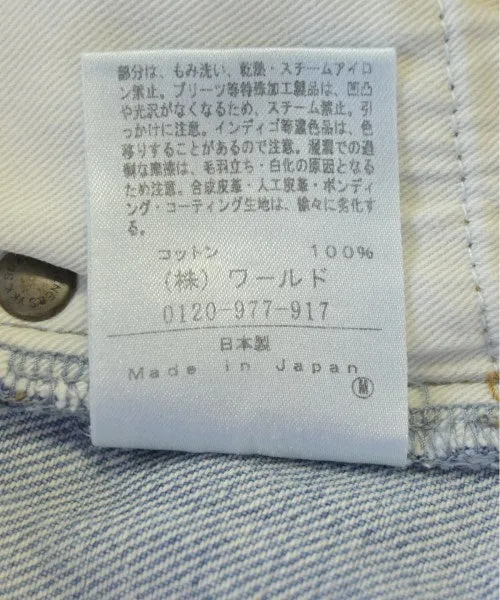 部分は、もみ洗い、乾燥・スチームアイロ
ン禁止。プリーツ等特殊加工製品は、凹凸
や光沢がなくなるため、スチーム禁止。引
っかけに注意。インディゴ等濃色品は、色
移りすることがあるので注意。湿潤での過
剰な摩擦は、毛羽立ち・白化の原因となる
ため注意。合成皮革・人工皮革・ボンディ
ング・コーティング生地は、徐々に劣化す
る。
コットン 100%
(株) ワールド
0120-977-917
日本製
Made in Japan
M